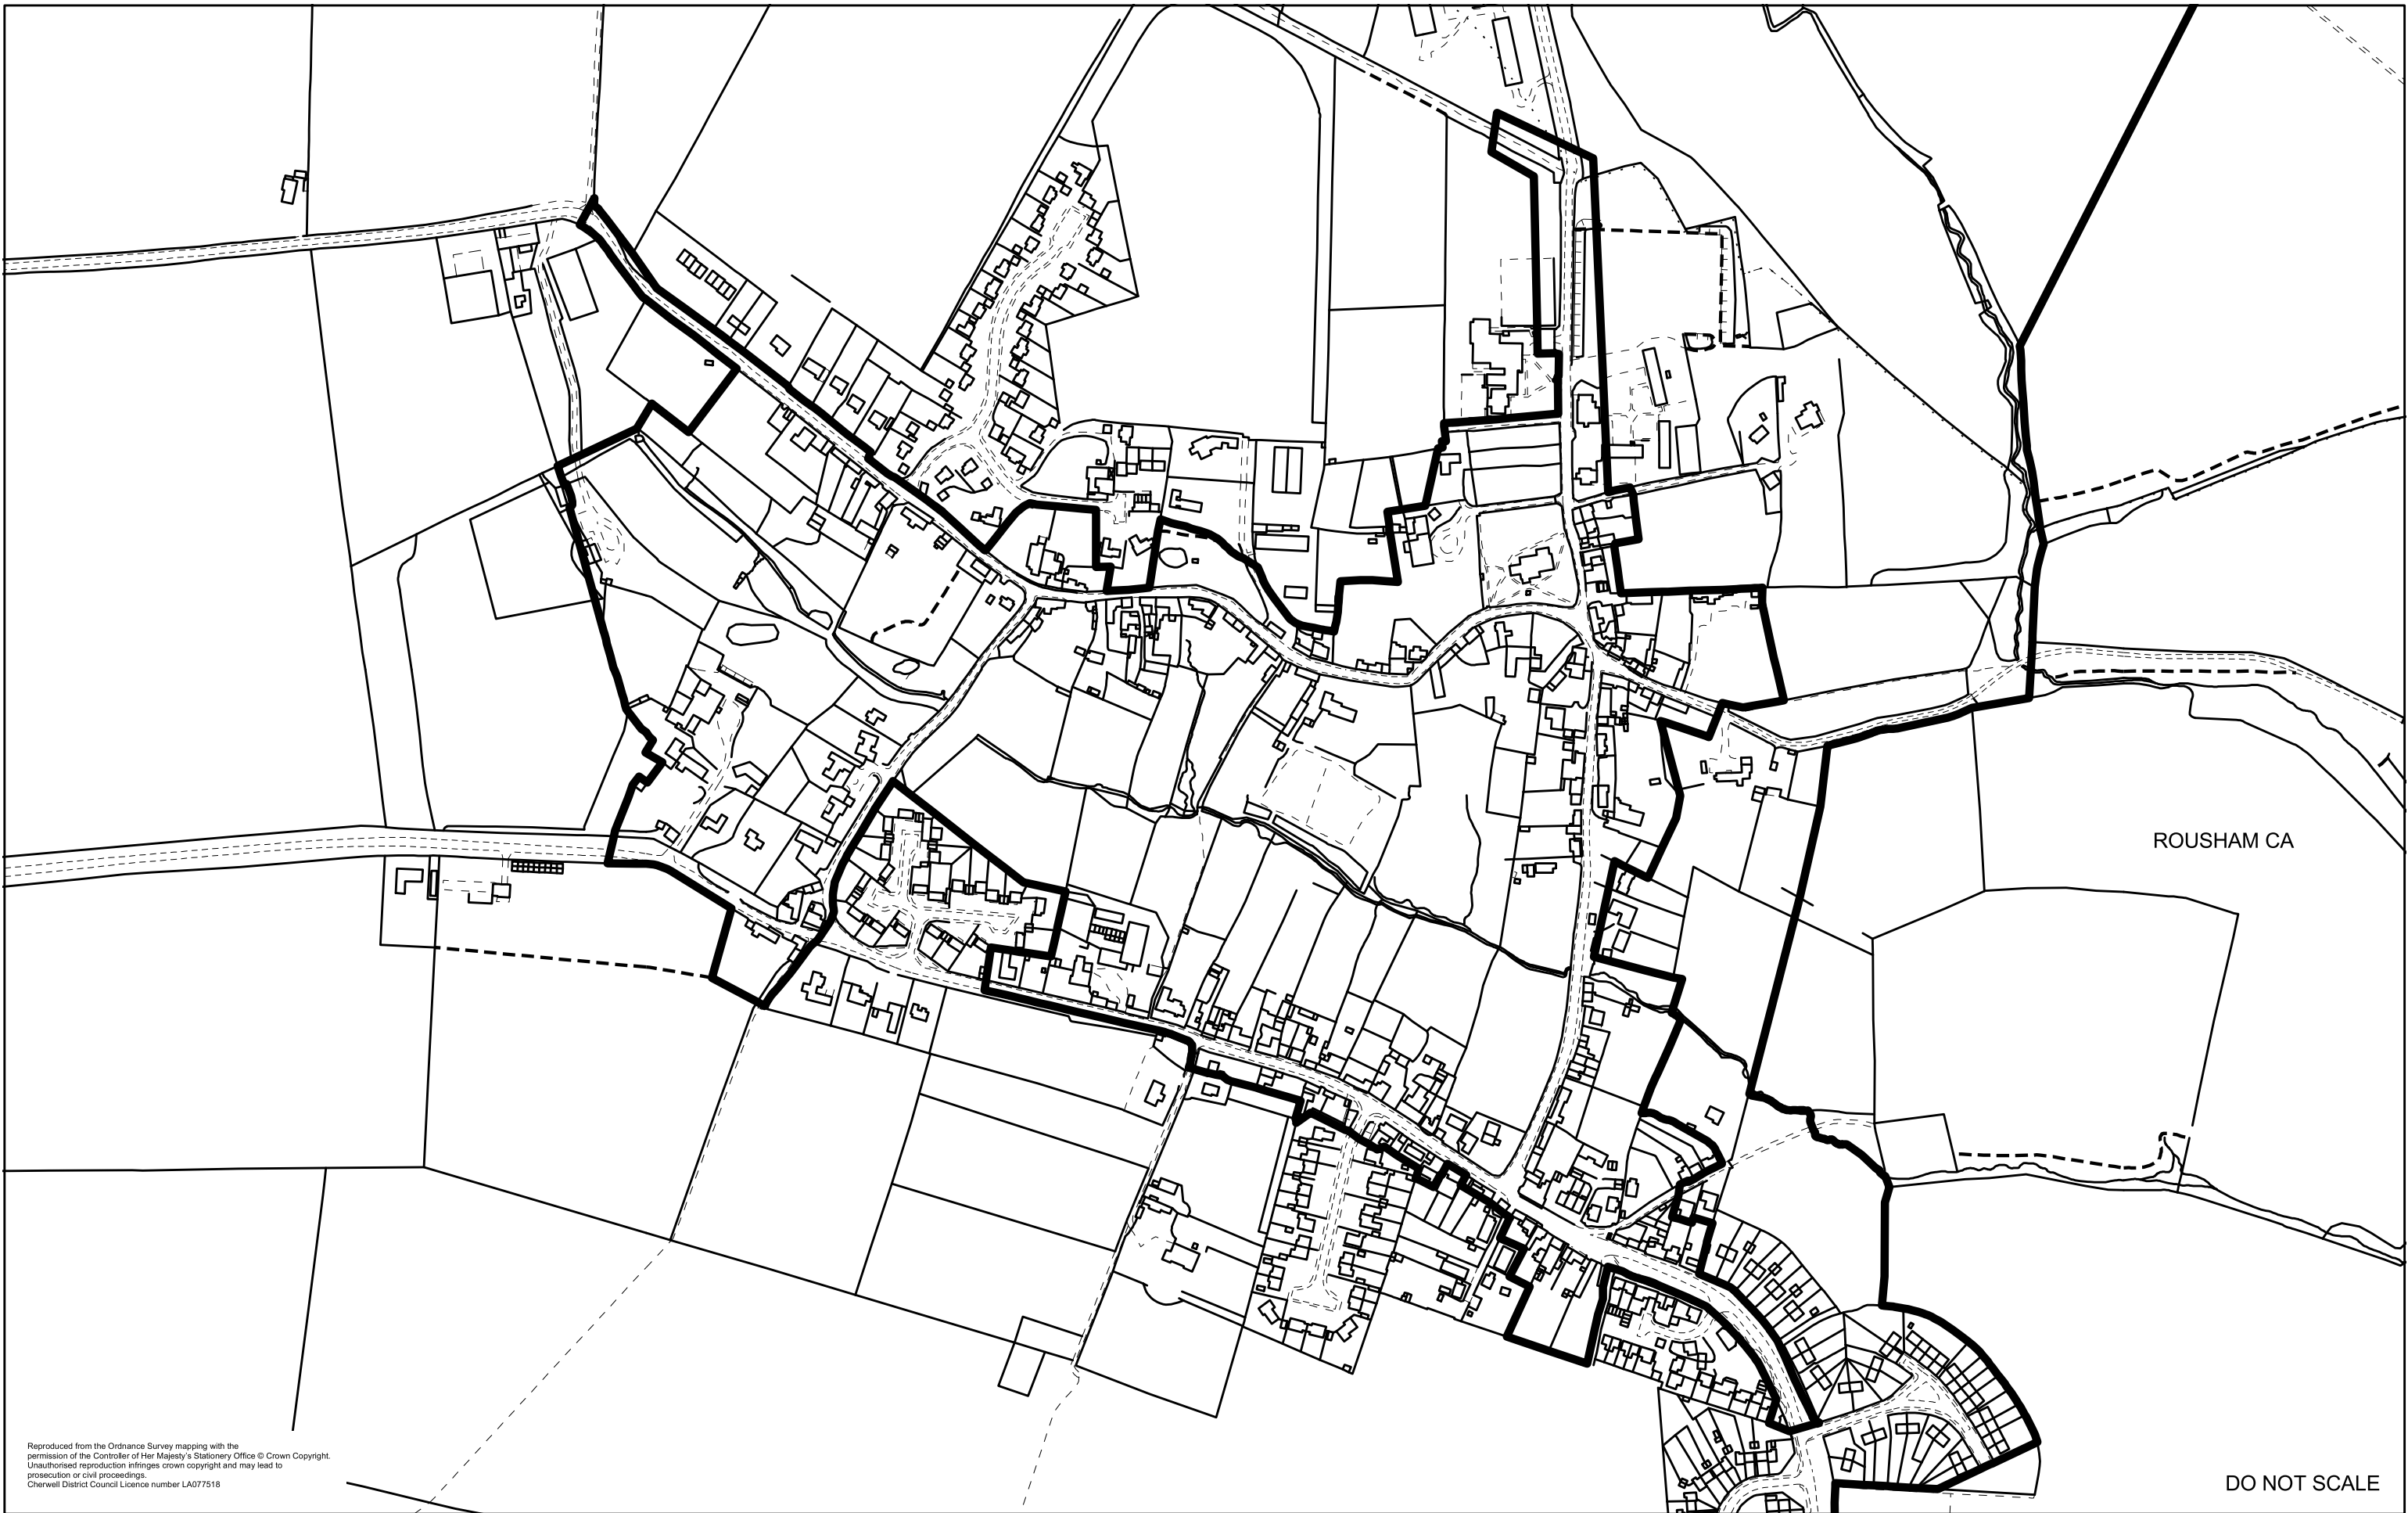 ROUSHAM CA
Reproduced from the Ordnance Survey mapping with the
permission of the Controller of Her Majesty's Stationery Office © Crown Copyright.
Unauthorised reproduction infringes crown copyright and may lead to
prosecution or civil proceedings.
Cherwell District Council Licence number LA077518
DO NOT SCALE